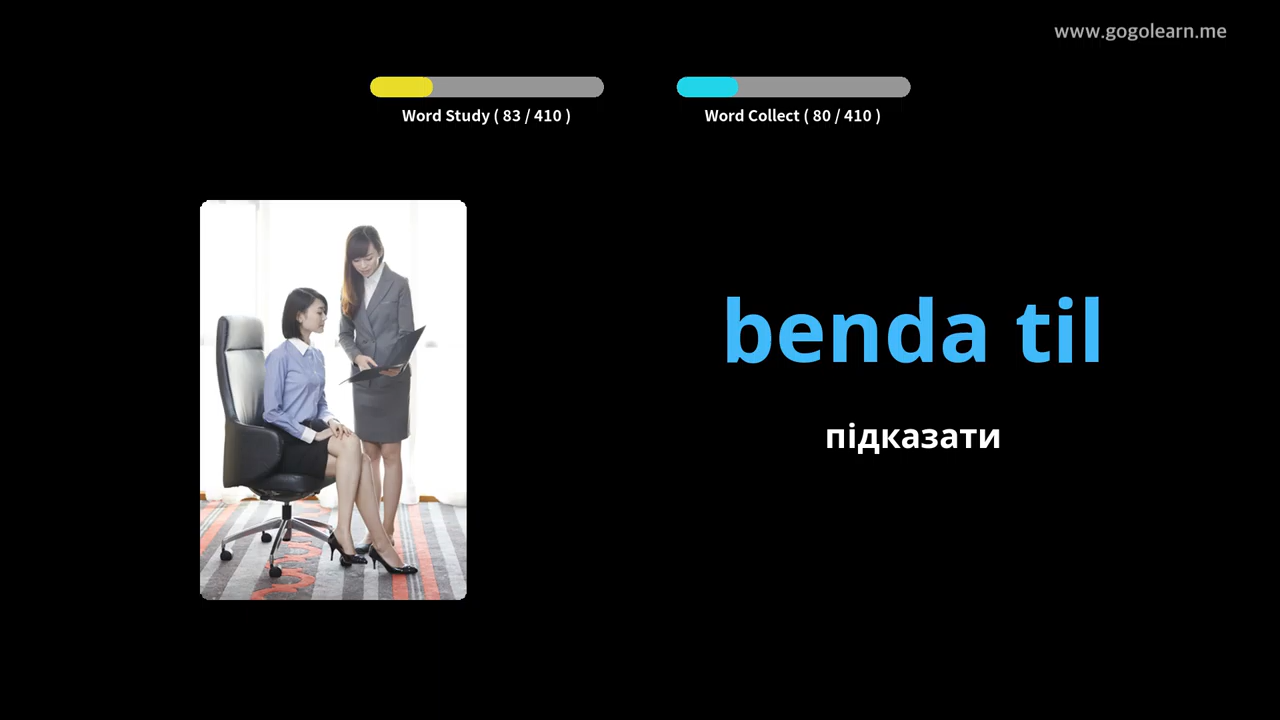 www.gogolearn.me
Word Study ( 83 / 410 )
Word Collect ( 80 / 410 )
benda til
підказати